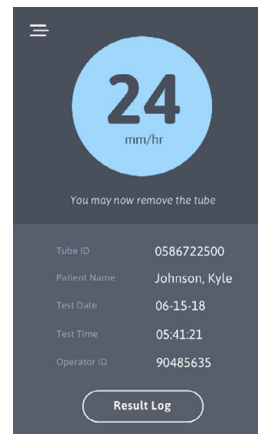 24
mm/hr
You may now remove the tube
Tube ID 0586722500
Patient Name Johnson, Kyle
Test Date 06-15-18
Test Time 05:41:21
Operator ID 90485635
Result Log